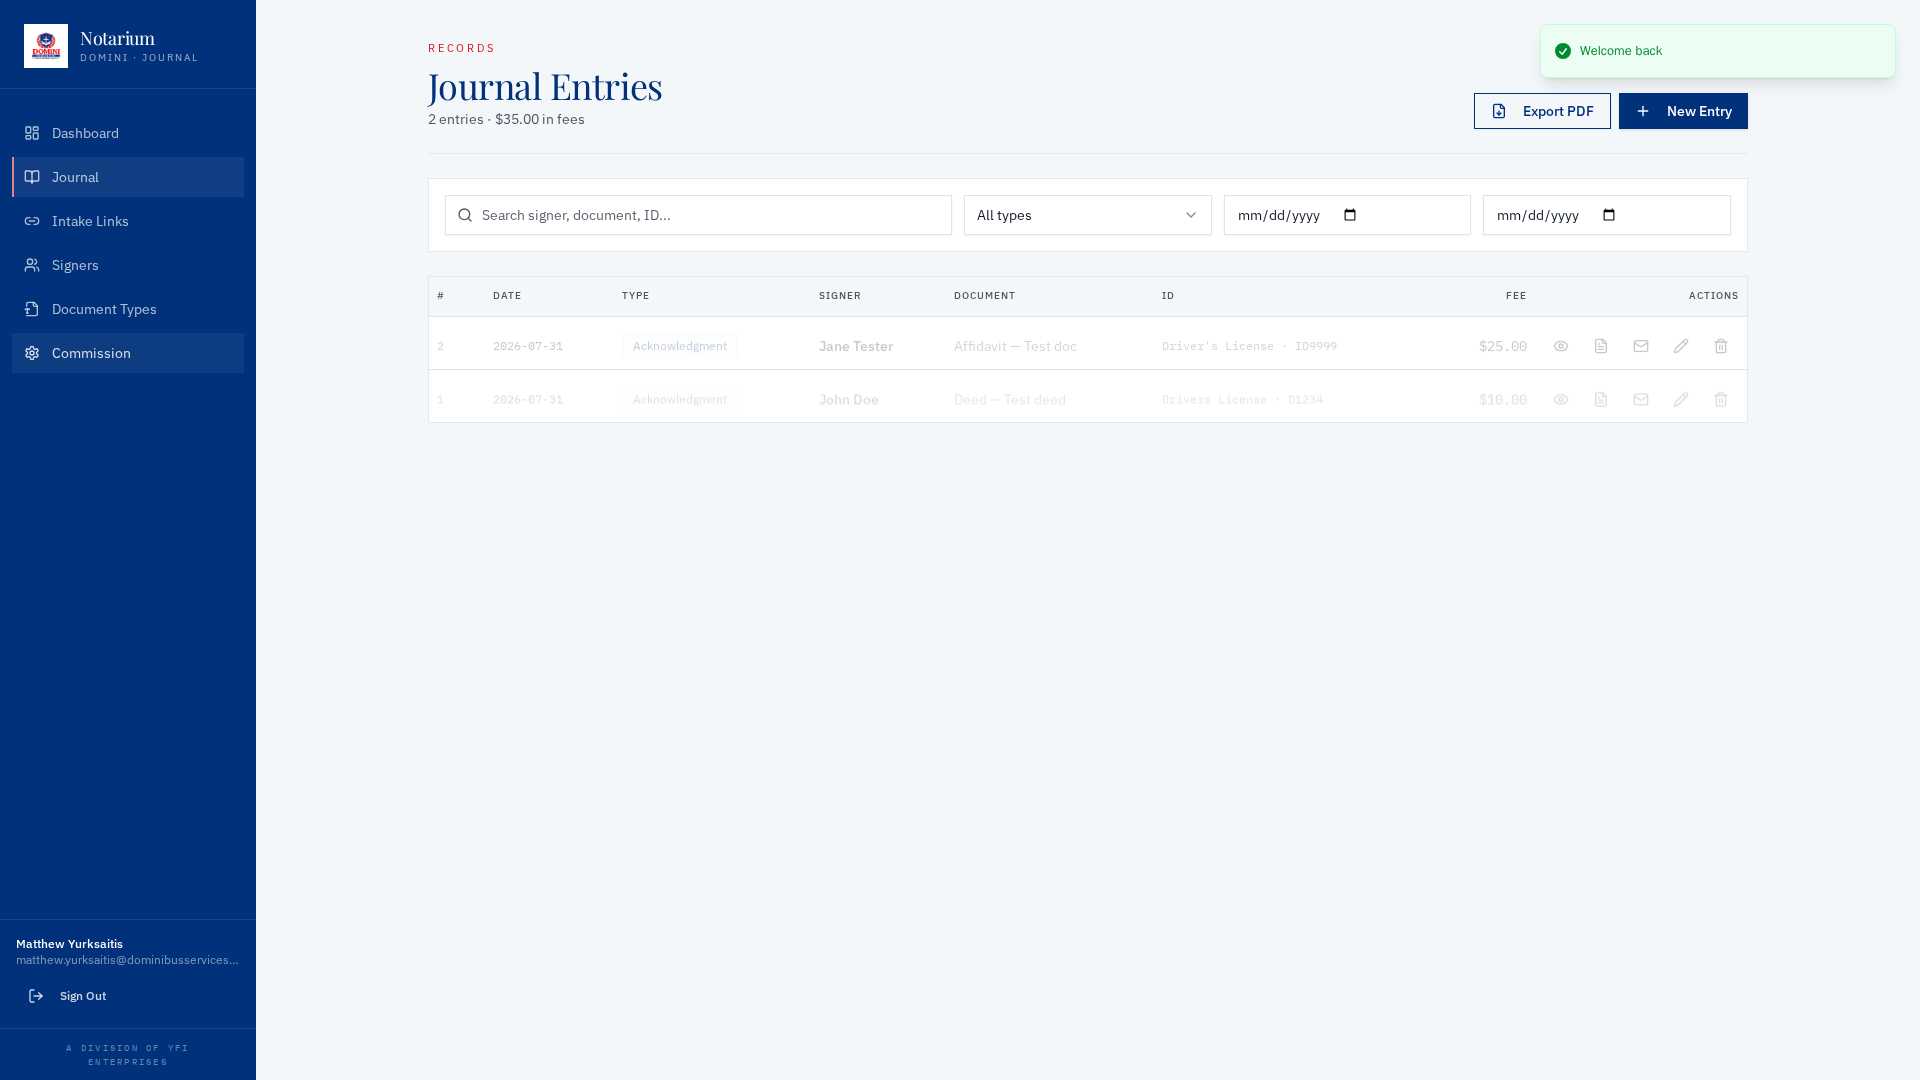 DOMINI
Notarium
DOMINI · JOURNAL
Dashboard
Journal
Intake Links
Signers
Document Types
Commission
Matthew Yurksaitis
matthew.yurksaitis@dominibusservices...
Sign Out
A DIVISION OF YFI
ENTERPRISES
RECORDS
Journal Entries
2 entries · $35.00 in fees
Welcome back
Export PDF
New Entry
Search signer, document, ID...
All types
mm/dd/yyyy
mm/dd/yyyy
# DATE TYPE SIGNER DOCUMENT ID FEE ACTIONS
2 2026-07-31 Acknowledgment Jane Tester Affidavit — Test doc Driver's License · ID9999 $25.00
1 2026-07-31 Acknowledgment John Doe Deed — Test deed Drivers License · D1234 $10.00